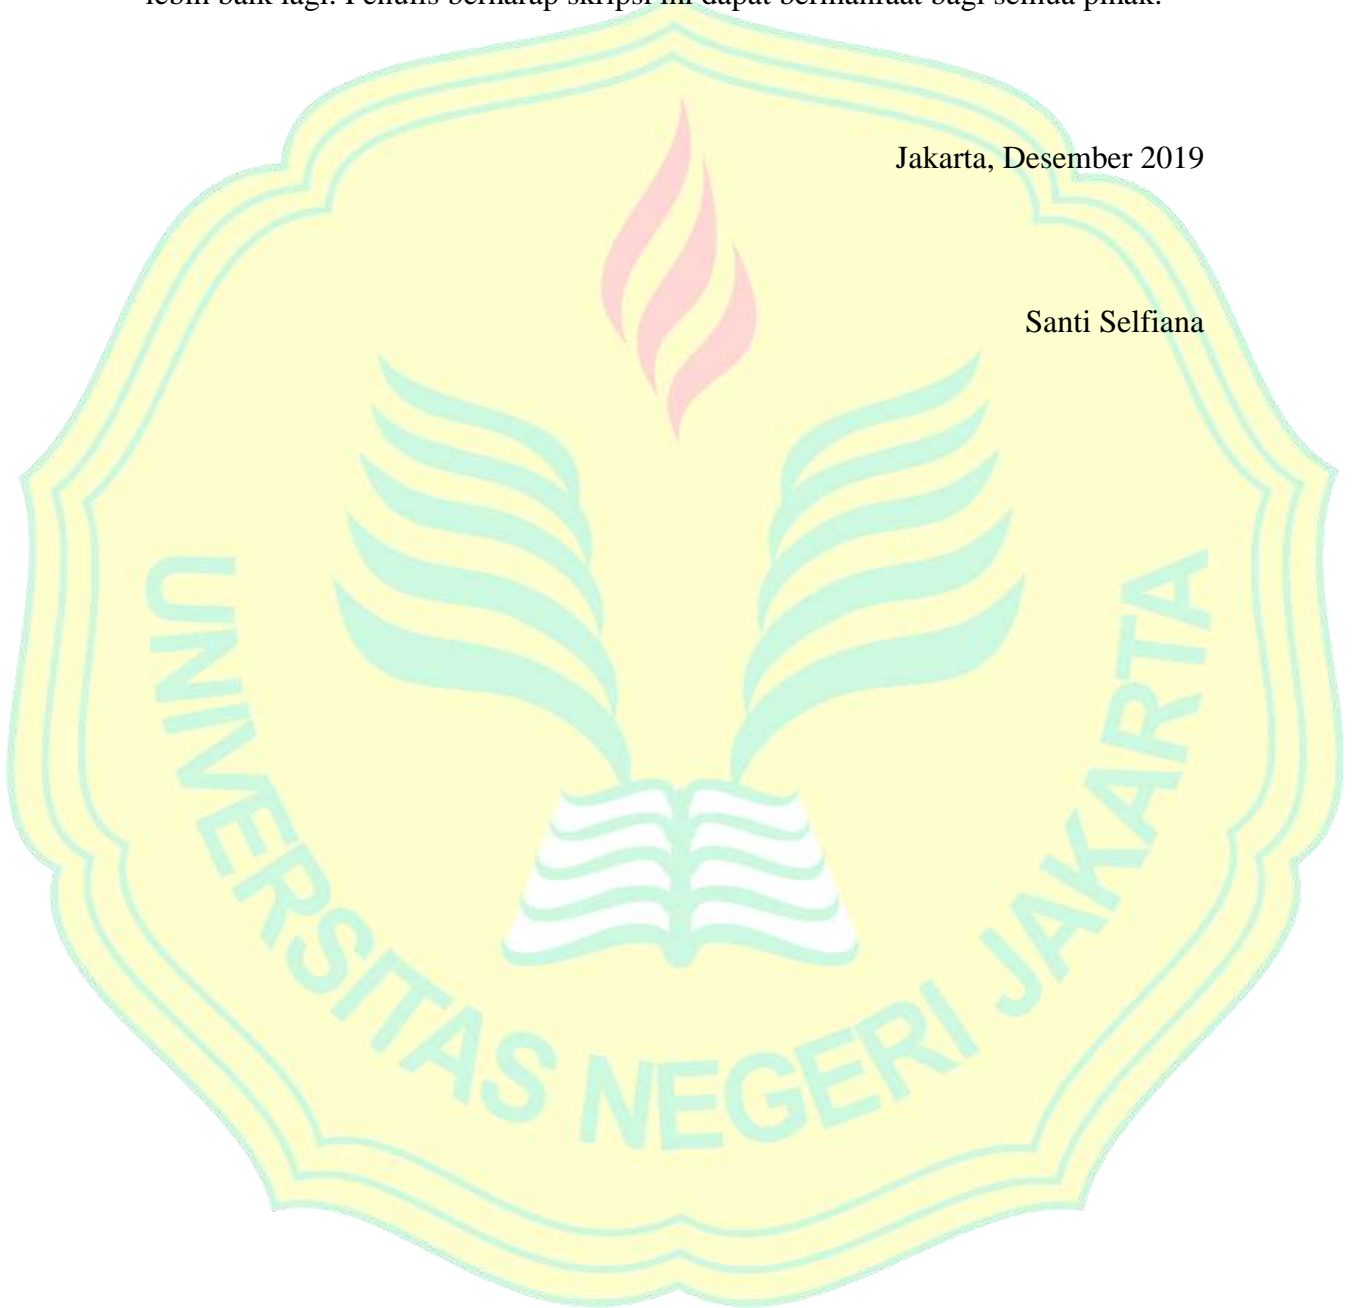 lebih baik lagi. Penulis berharap skripsi ini dapat bermanfaat bagi semua pihak.
Jakarta, Desember 2019
Santi Selfiana
UNIVERSITAS NEGERI JAKARTA